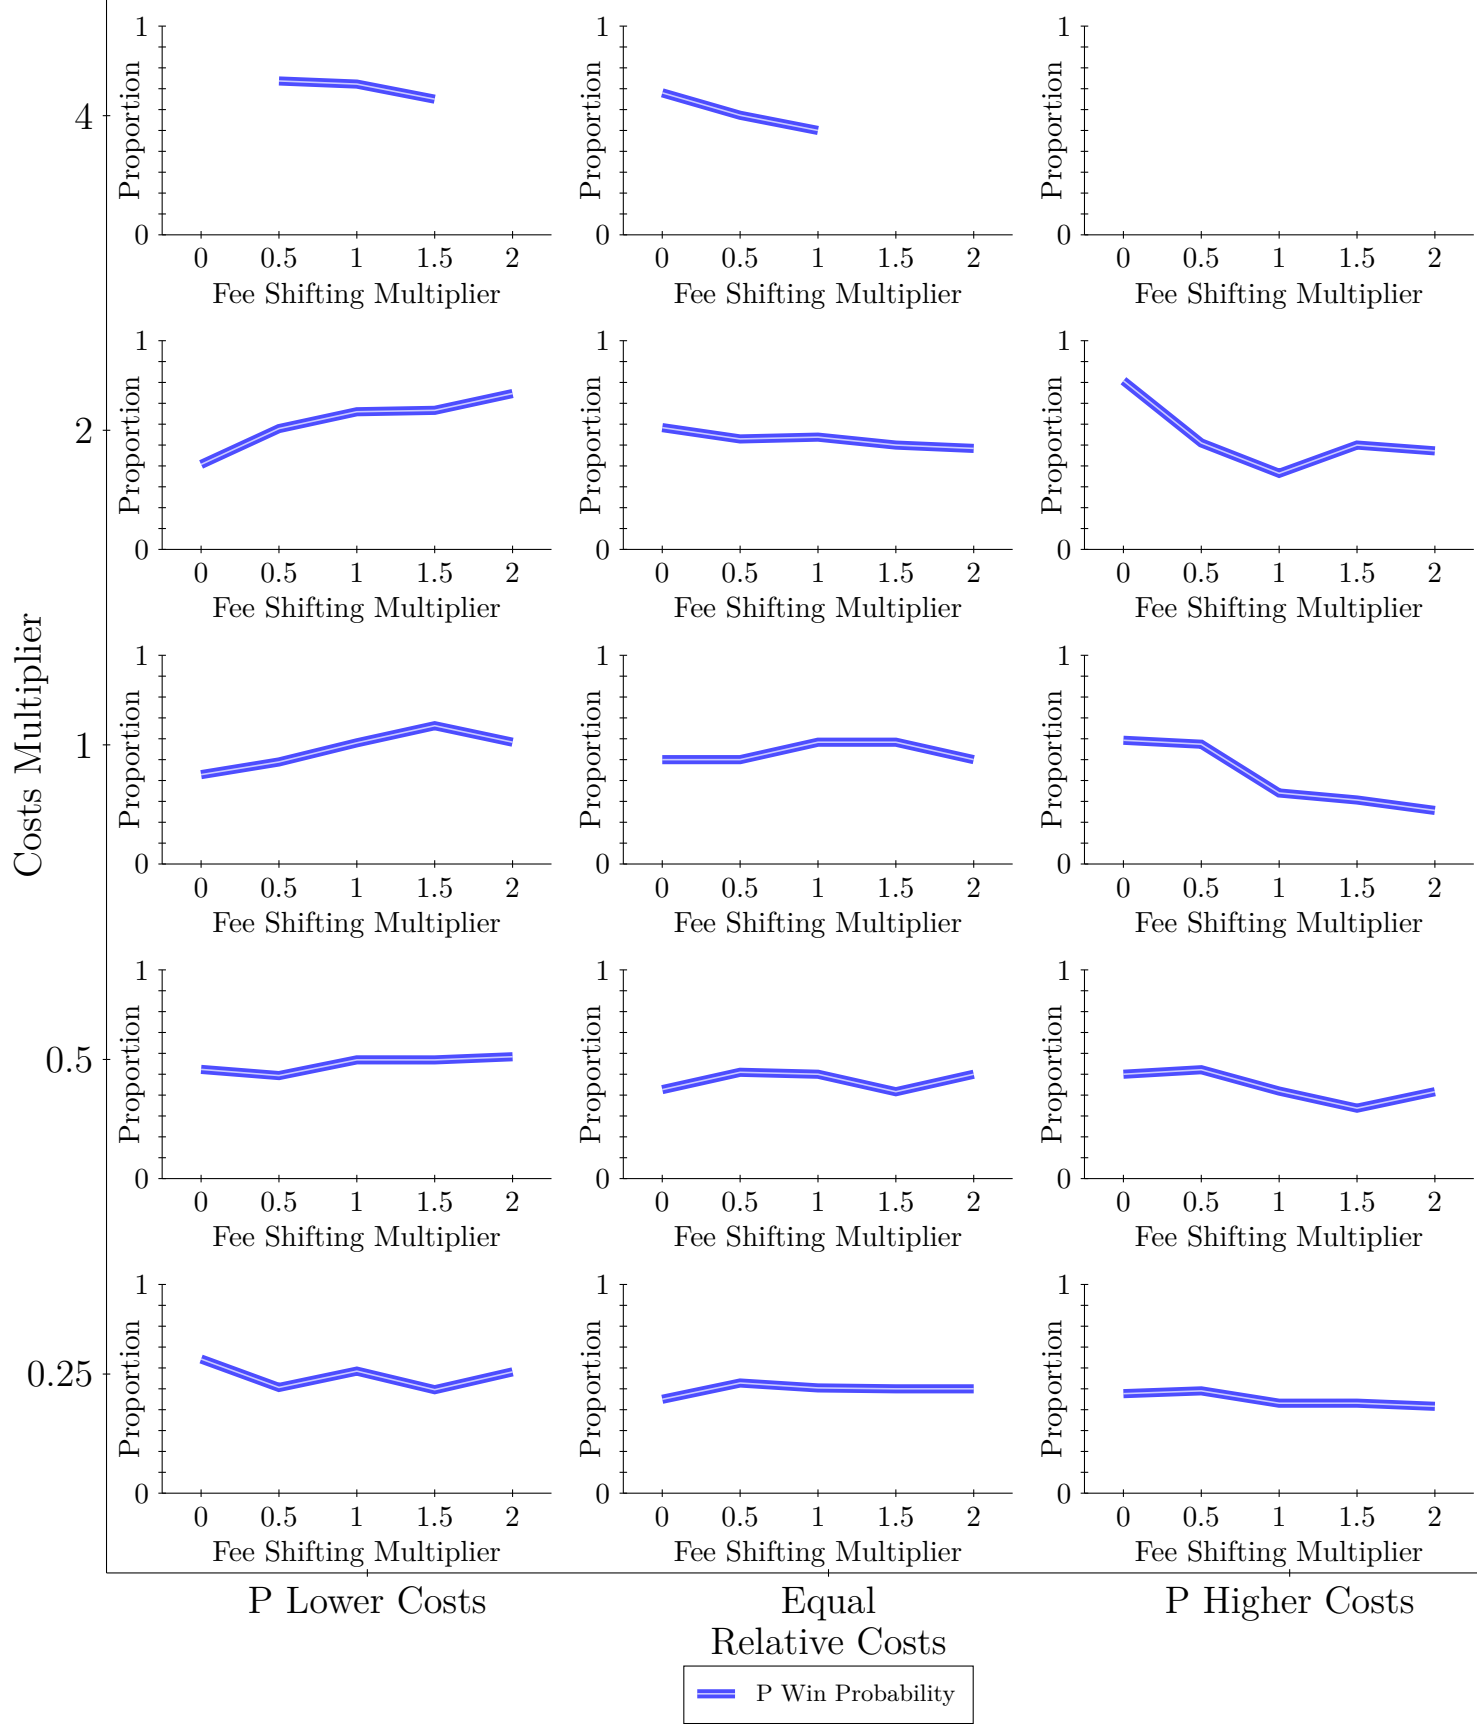 1 1 1
Proportion Proportion Proportion
4
0 0 0
0 0.5 1 1.5 2 0 0.5 1 1.5 2 0 0.5 1 1.5 2
Fee Shifting Multiplier Fee Shifting Multiplier Fee Shifting Multiplier
1 1 1
Proportion Proportion Proportion
2
0 0 0
0 0.5 1 1.5 2 0 0.5 1 1.5 2 0 0.5 1 1.5 2
Fee Shifting Multiplier Fee Shifting Multiplier Fee Shifting Multiplier
Costs Multiplier
1 1 1
Proportion Proportion Proportion
1
0 0 0
0 0.5 1 1.5 2 0 0.5 1 1.5 2 0 0.5 1 1.5 2
Fee Shifting Multiplier Fee Shifting Multiplier Fee Shifting Multiplier
1 1 1
Proportion Proportion Proportion
0.5
0 0 0
0 0.5 1 1.5 2 0 0.5 1 1.5 2 0 0.5 1 1.5 2
Fee Shifting Multiplier Fee Shifting Multiplier Fee Shifting Multiplier
1 1 1
Proportion Proportion Proportion
0.25
0 0 0
0 0.5 1 1.5 2 0 0.5 1 1.5 2 0 0.5 1 1.5 2
Fee Shifting Multiplier Fee Shifting Multiplier Fee Shifting Multiplier
P Lower Costs Equal P Higher Costs
Relative Costs
P Win Probability